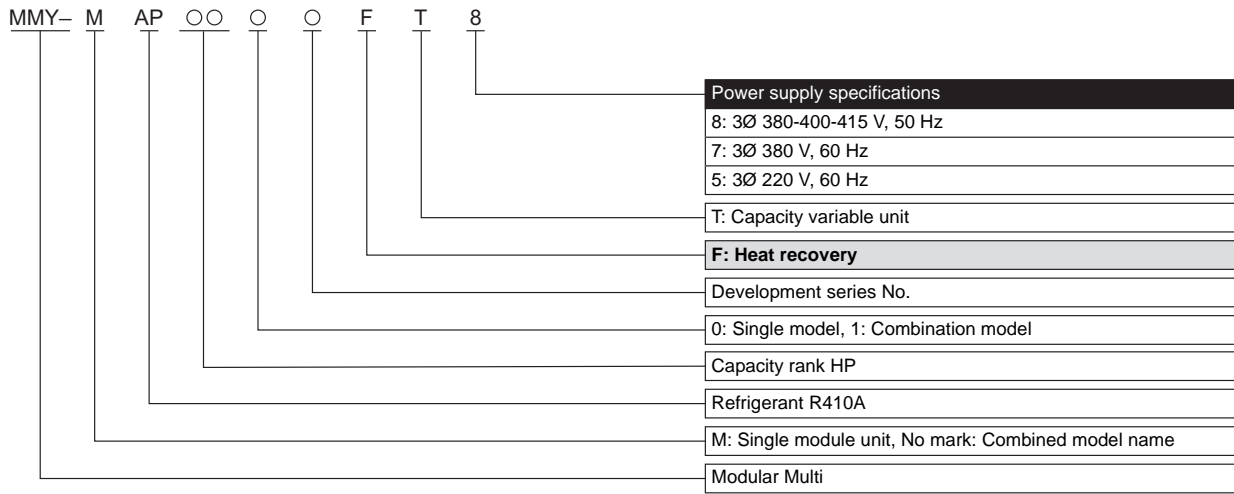 MMY– M AP ○○ ○ ○ F T 8
Power supply specifications
8: 3Ø 380-400-415 V, 50 Hz
7: 3Ø 380 V, 60 Hz
5: 3Ø 220 V, 60 Hz
T: Capacity variable unit
F: Heat recovery
Development series No.
0: Single model, 1: Combination model
Capacity rank HP
Refrigerant R410A
M: Single module unit, No mark: Combined model name
Modular Multi